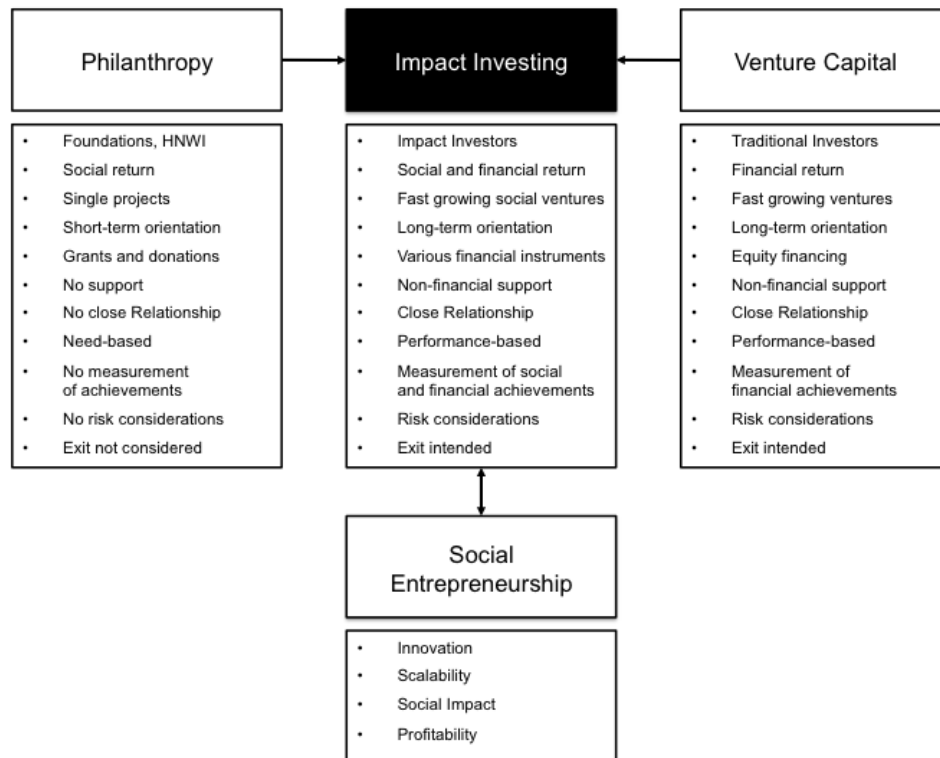 Philanthropy
Impact Investing
Venture Capital
• Foundations, HNWI
• Social return
• Single projects
• Short-term orientation
• Grants and donations
• No support
• No close Relationship
• Need-based
• No measurement
of achievements
• No risk considerations
• Exit not considered
• Impact Investors
• Social and financial return
• Fast growing social ventures
• Long-term orientation
• Various financial instruments
• Non-financial support
• Close Relationship
• Performance-based
• Measurement of social
and financial achievements
• Risk considerations
• Exit intended
• Traditional Investors
• Financial return
• Fast growing ventures
• Long-term orientation
• Equity financing
• Non-financial support
• Close Relationship
• Performance-based
• Measurement of
financial achievements
• Risk considerations
• Exit intended
Social
Entrepreneurship
• Innovation
• Scalability
• Social Impact
• Profitability